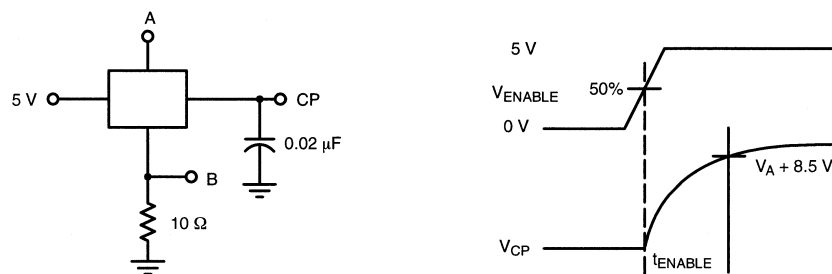 A
5 V
CP
0.02 µF
B
10 Ω
5 V
50%
V_ENABLE
0 V
V_A + 8.5 V
V_CP
t_ENABLE